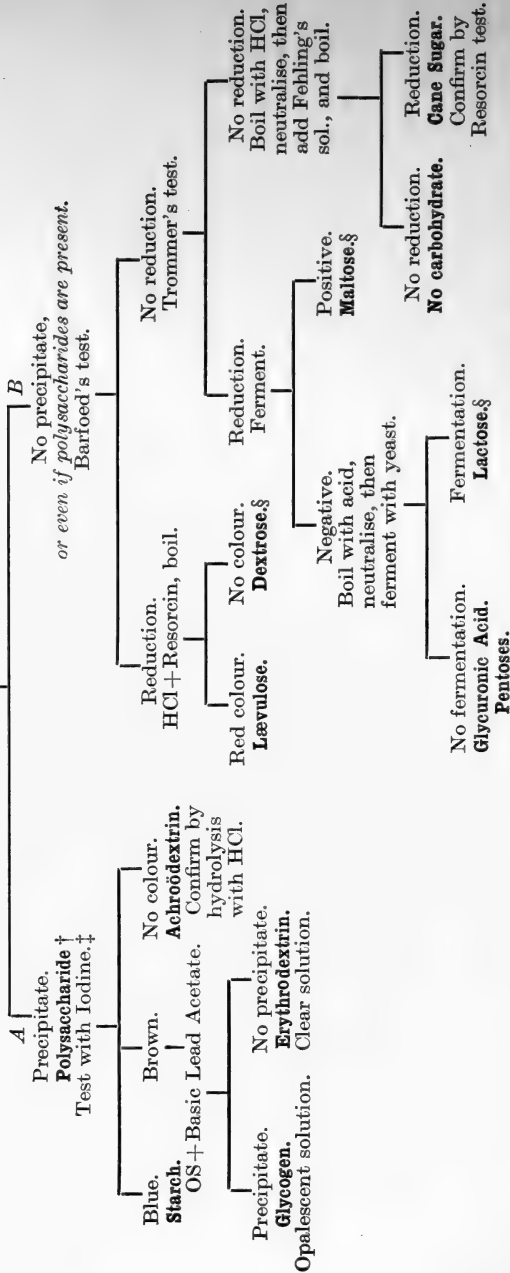 A
Precipitate.
Polysaccharide †
Test with Iodine.‡
Blue.
Starch.
Brown.
OS+Basic Lead Acetate.
Precipitate.
Glycogen.
Opalescent solution.
No precipitate.
Erythrodextrin.
Clear solution.
No colour.
Achroödextrin.
Confirm by
hydrolysis
with HCl.
B
No precipitate,
or even if polysaccharides are present.
Barfoed's test.
Reduction.
HCl+Resorcin, boil.
Red colour.
Lævulose.
No colour.
Dextrose.§
No reduction.
Trommer's test.
Reduction.
Ferment.
Negative.
Boil with acid,
neutralise, then
ferment with yeast.
No fermentation.
Glycuronic Acid.
Pentoses.
Fermentation.
Lactose.§
Positive.
Maltose.§
No reduction.
Boil with HCl,
neutralise, then
add Fehling's
sol., and boil.
No reduction.
No carbohydrate.
Reduction.
Cane Sugar.
Confirm by
Resorcin test.